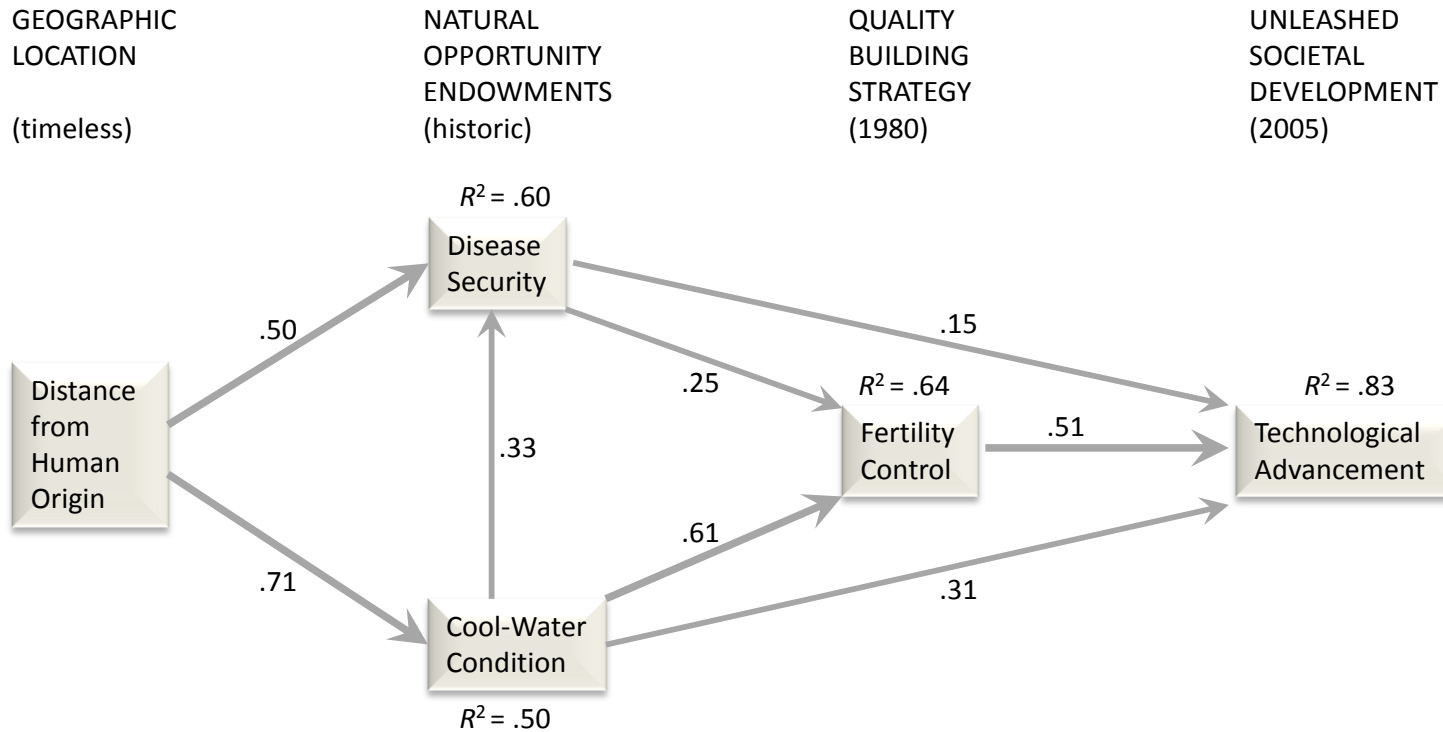 GEOGRAPHIC
LOCATION
(timeless)
NATURAL
OPPORTUNITY
ENDOWMENTS
(historic)
QUALITY
BUILDING
STRATEGY
(1980)
UNLEASHED
SOCIETAL
DEVELOPMENT
(2005)
R² = .60
Disease
Security
.50
.15
.25
Distance
from
Human
Origin
.33
R² = .64
Fertility
Control
.51
R² = .83
Technological
Advancement
.61
.71
.31
Cool-Water
Condition
R² = .50